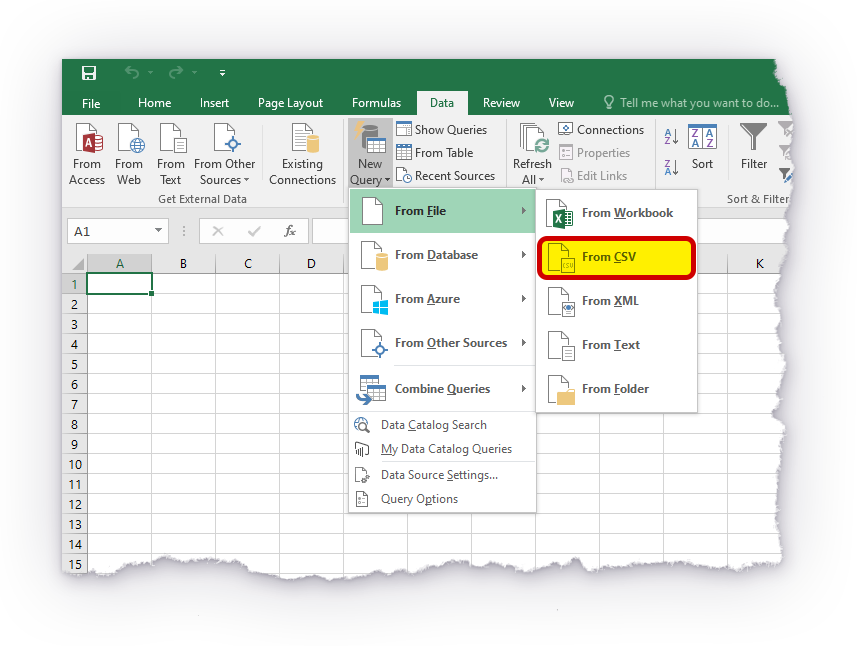 File Home Insert Page Layout Formulas Data Review View Tell me what you want to do...
From Access
From Web
From Text
From Other Sources
Get External Data
Existing Connections
New Query
Show Queries
From Table
Recent Sources
Refresh All
Connections
Properties
Edit Links
Sort
Filter
Sort & Filter
A1
fx
A B C D K
1
2
3
4
5
6
7
8
9
10
11
12
13
14
15
From File
From Database
From Azure
From Other Sources
Combine Queries
Data Catalog Search
My Data Catalog Queries
Data Source Settings...
Query Options
From Workbook
From CSV
From XML
From Text
From Folder